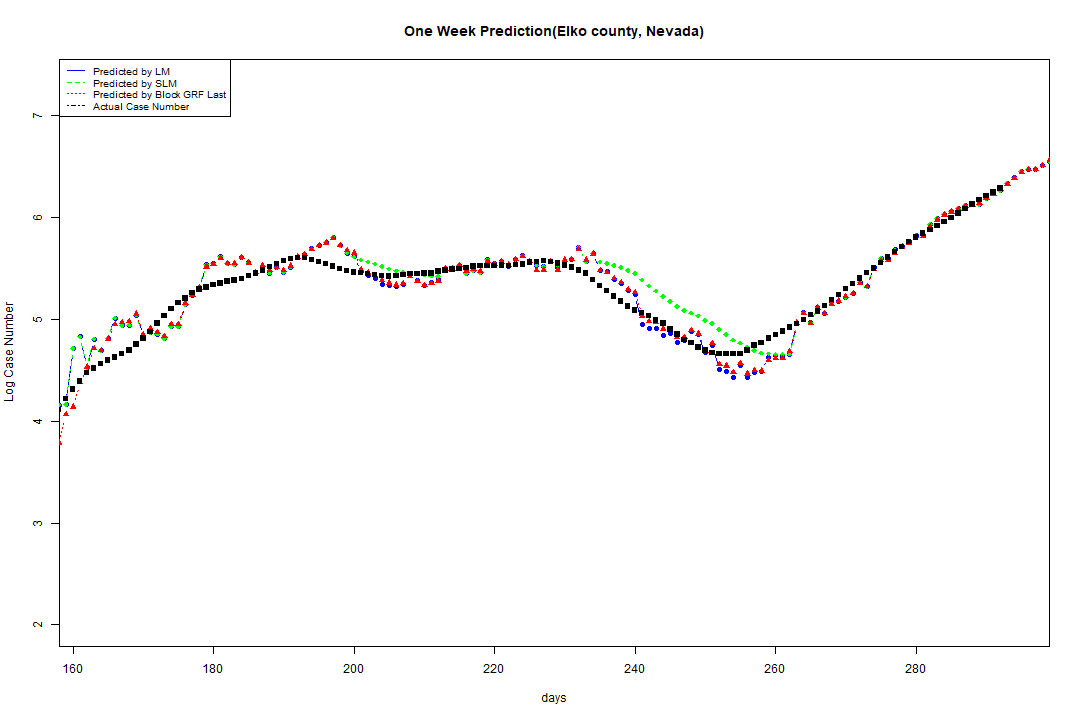 One Week Prediction(Elko county, Nevada)
Predicted by LM
Predicted by SLM
Predicted by Block GRF Last
Actual Case Number
7
6
5
4
3
2
Log Case Number
160 180 200 220 240 260 280
days